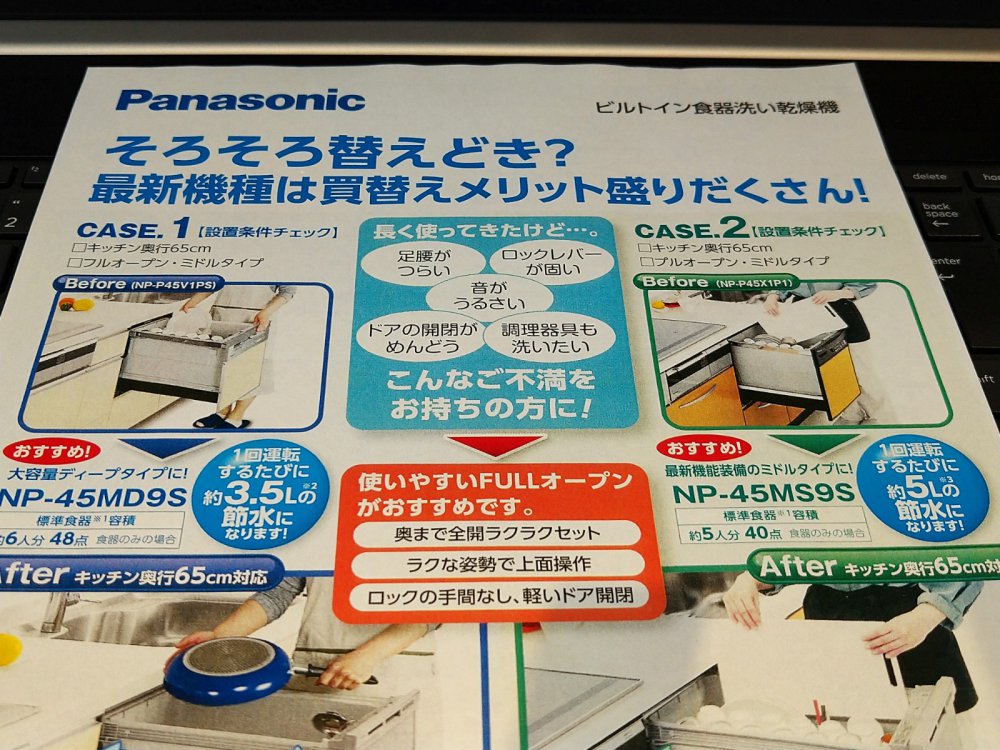 Panasonic
ビルトイン食器洗い乾燥機
そろそろ替えどき?
最新機種は買替えメリット盛りだくさん!
CASE.1【設置条件チェック】
□キッチン奥行65cm
□フルオープン・ミドルタイプ
Before (NP-P45V1PS)
長く使ってきたけど…。
足腰が
つらい
ロックレバー
が固い
音が
うるさい
ドアの開閉が
めんどう
調理器具も
洗いたい
こんなご不満を
お持ちの方に!
CASE.2【設置条件チェック】
□キッチン奥行65cm
□プルオープン・ミドルタイプ
Before (NP-P45X1P1)
おすすめ!
大容量ディープタイプに!
NP-45MD9S
標準食器※1容積
約6人分 48点 食器のみの場合
1回運転
するたびに
約3.5Lの※2
節水に
なります!
使いやすいFULLオープン
がおすすめです。
奥まで全開ラクラクセット
ラクな姿勢で上面操作
ロックの手間なし、軽いドア開閉
おすすめ!
最新機能装備のミドルタイプに!
NP-45MS9S
標準食器※1容積
約5人分 40点 食器のみの場合
1回運転
するたびに
約5Lの※3
節水に
なります!
After キッチン奥行65cm対応
After キッチン奥行65cm対
delete
back
space
enter
shift
2